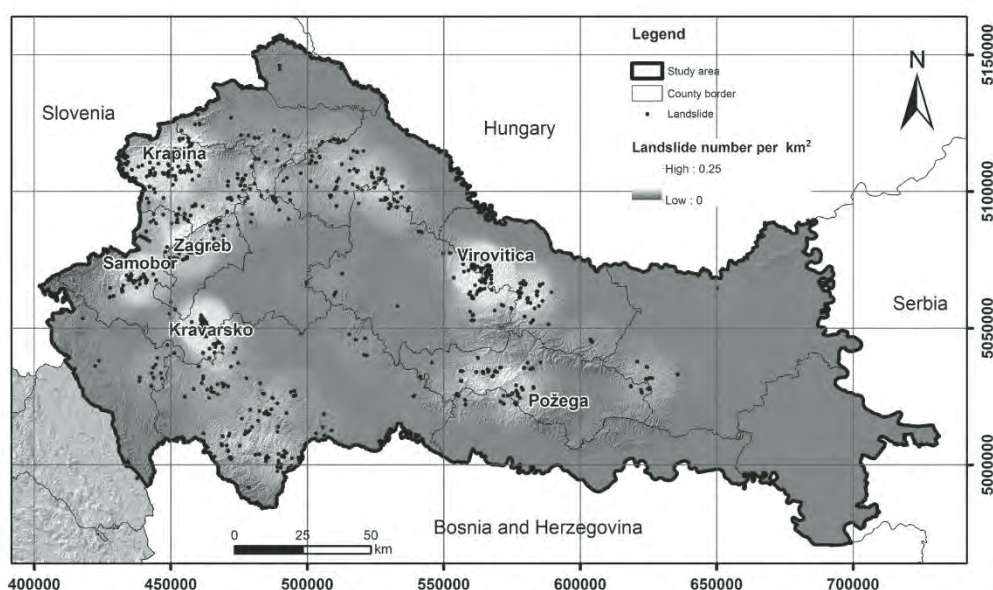 Legend
Study area
County border
Landslide
Landslide number per km²
High : 0.25
Low : 0
N
Slovenia
Hungary
Serbia
Bosnia and Herzegovina
Krapina
Zagreb
Samobor
Kravarsko
Virovitica
Požega
0 25 50
km
400000 450000 500000 550000 600000 650000 700000
5150000
5100000
5050000
5000000